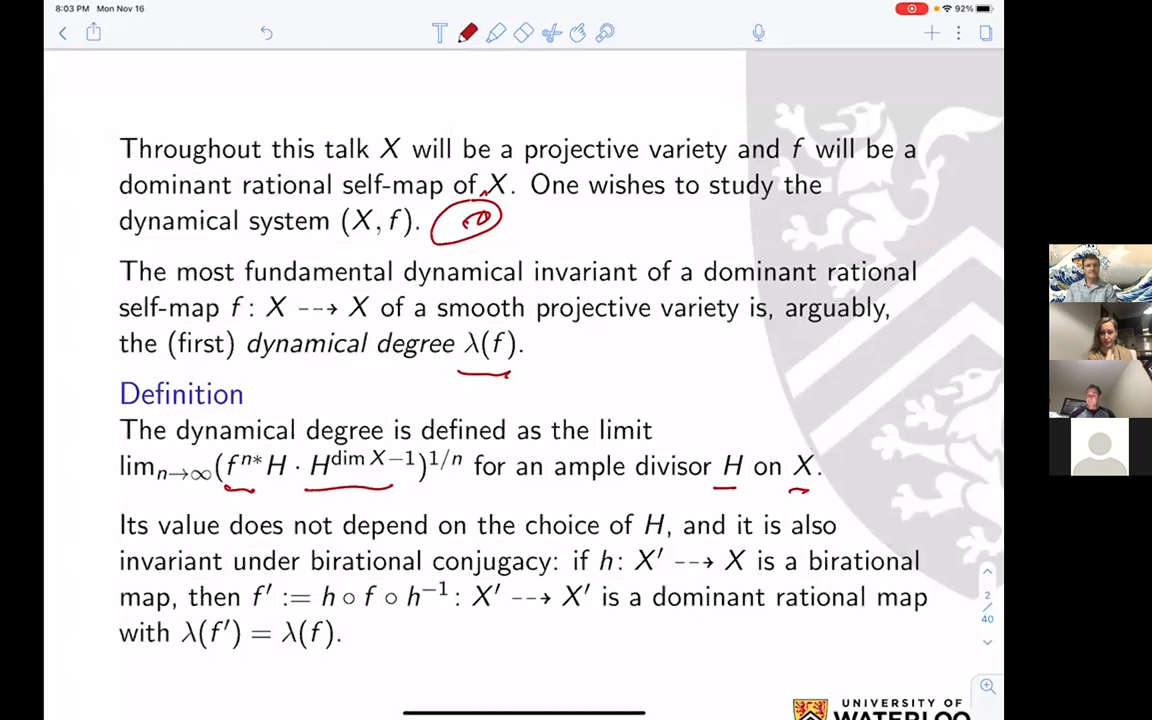 8:03 PM Mon Nov 16
92%
Throughout this talk X will be a projective variety and f will be a
dominant rational self-map of X. One wishes to study the
dynamical system (X, f).
The most fundamental dynamical invariant of a dominant rational
self-map f : X ⇢ X of a smooth projective variety is, arguably,
the (first) dynamical degree λ(f).
Definition
The dynamical degree is defined as the limit
lim_{n→∞}(f^{n*}H · H^{dim X−1})^{1/n} for an ample divisor H on X.
Its value does not depend on the choice of H, and it is also
invariant under birational conjugacy: if h: X′ ⇢ X is a birational
map, then f′ := h ∘ f ∘ h^{−1}: X′ ⇢ X′ is a dominant rational map
with λ(f′) = λ(f).
2
/
40
UNIVERSITY OF
WATERLOO